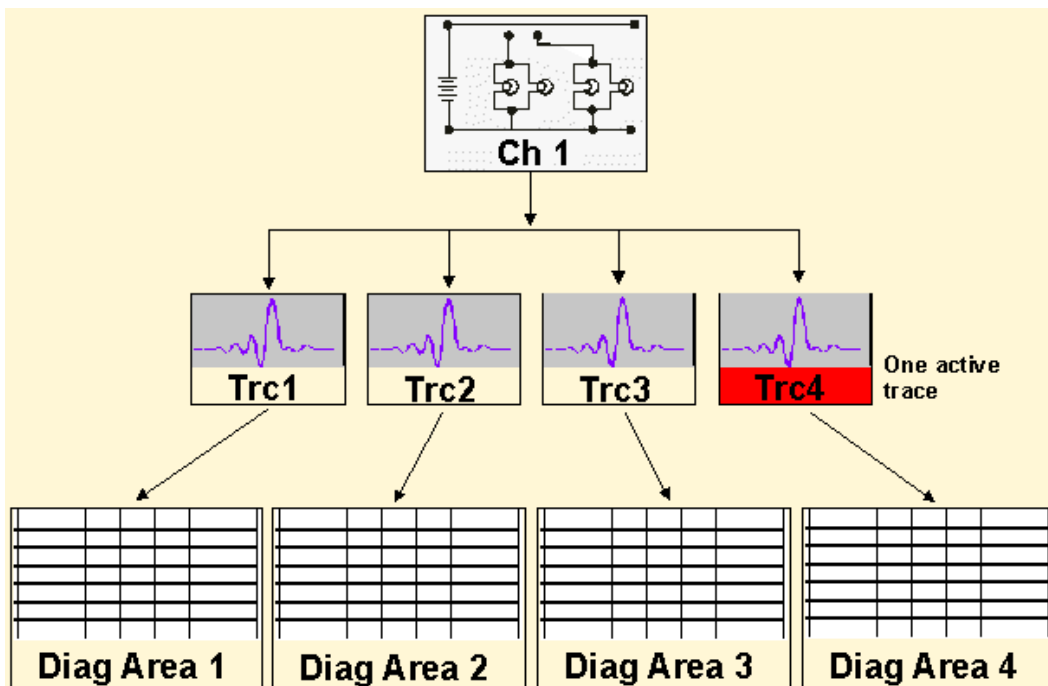 Ch 1
Trc1
Trc2
Trc3
Trc4
One active
trace
Diag Area 1
Diag Area 2
Diag Area 3
Diag Area 4